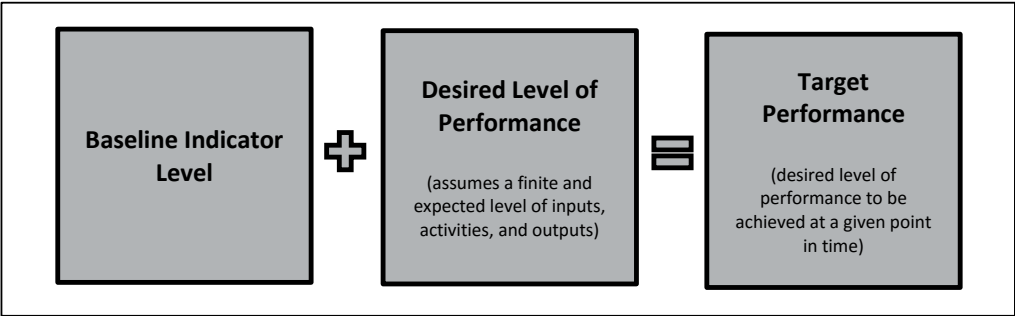 Baseline Indicator
Level
Desired Level of
Performance
(assumes a finite and
expected level of inputs,
activities, and outputs)
Target
Performance
(desired level of
performance to be
achieved at a given point
in time)